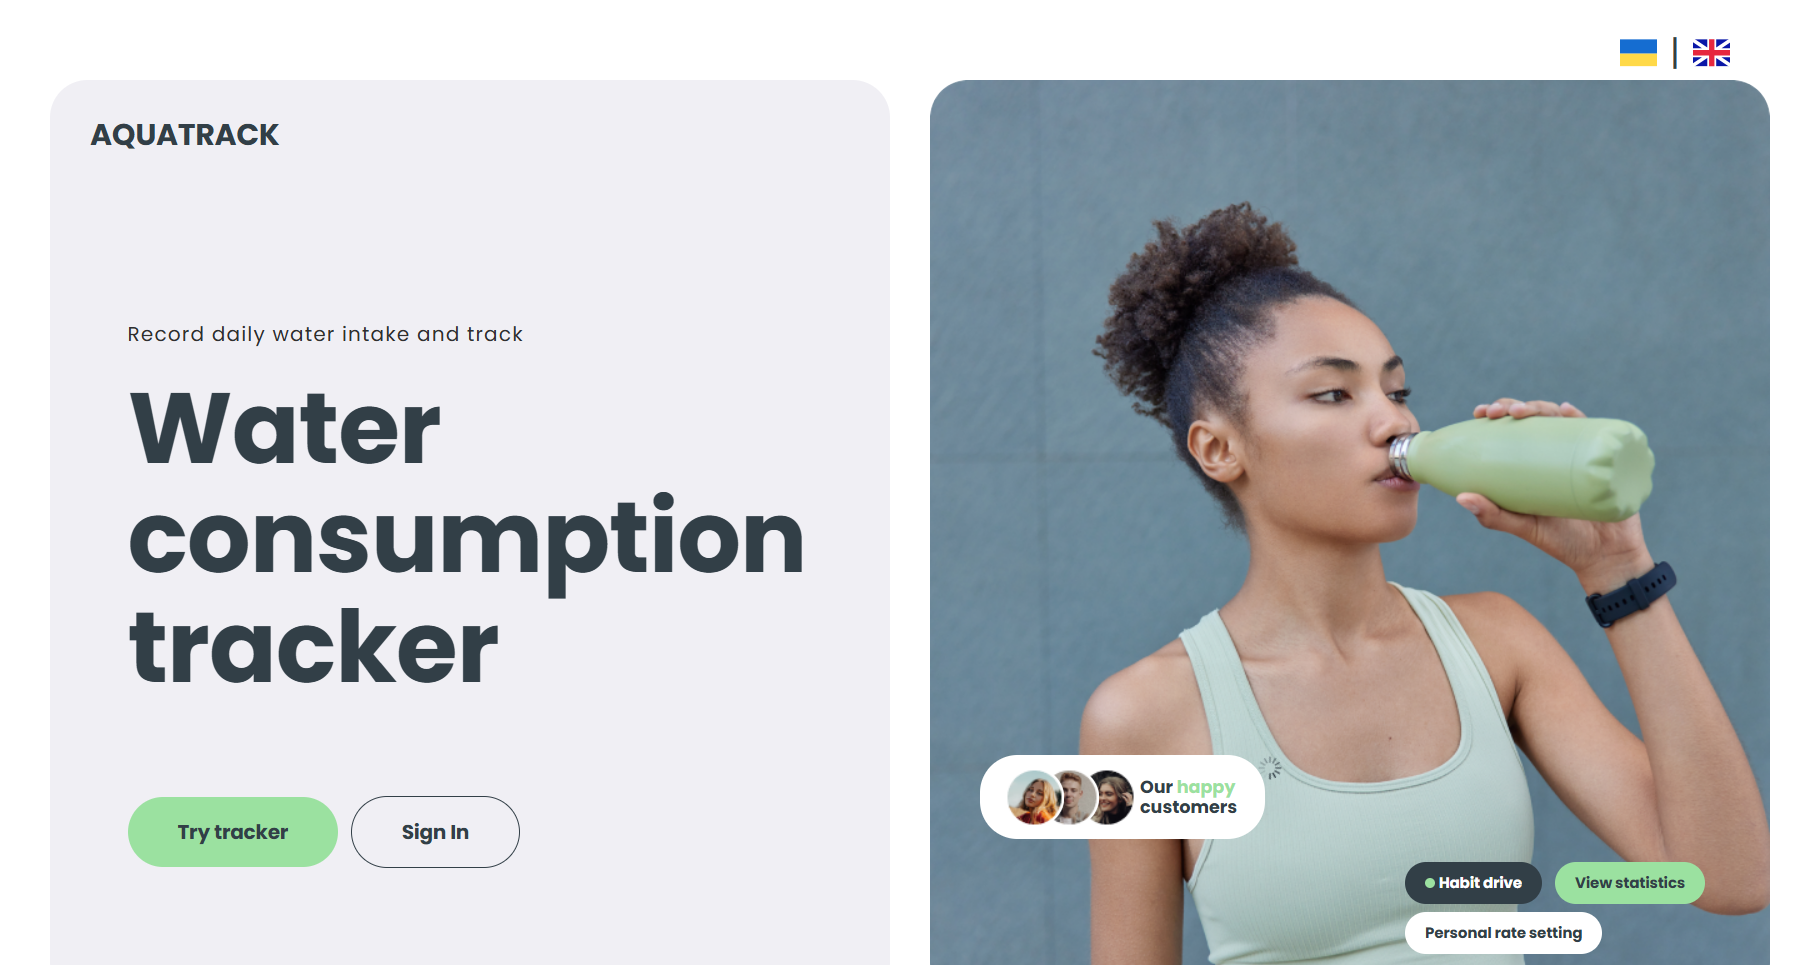 AQUATRACK
Record daily water intake and track
Water
consumption
tracker
Try tracker
Sign In
Our happy
customers
Habit drive
View statistics
Personal rate setting